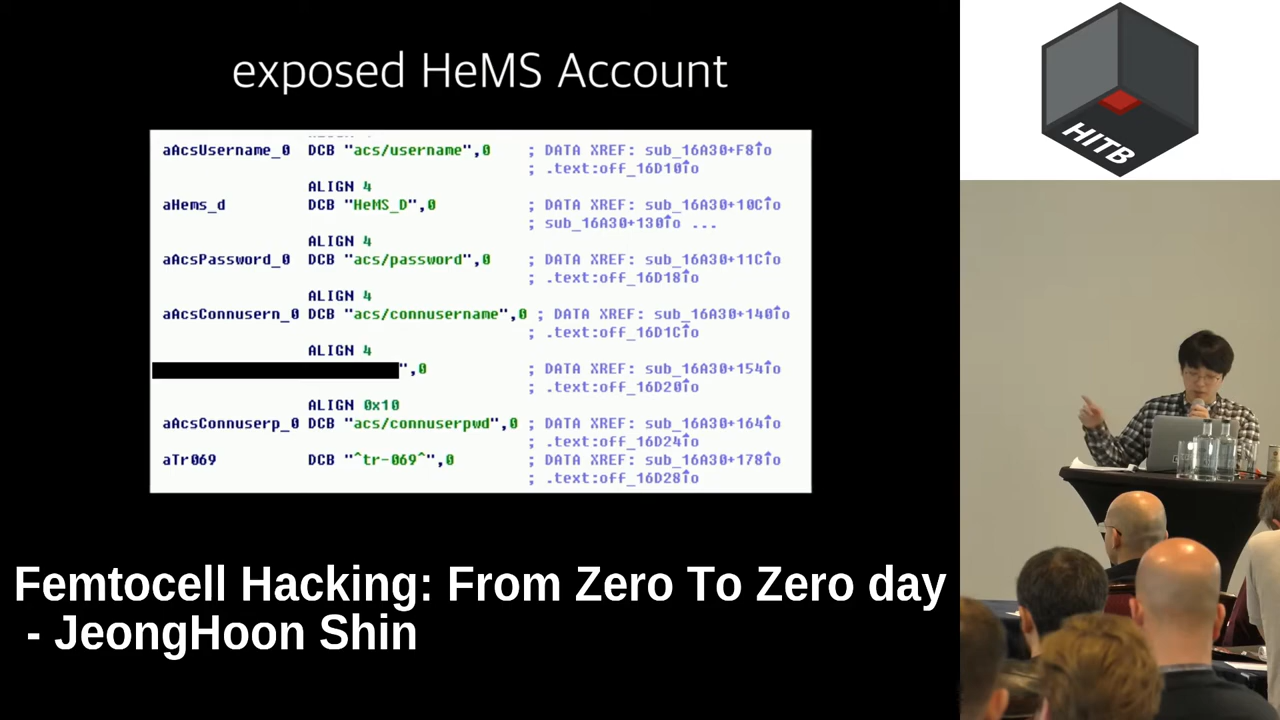 exposed HeMS Account
aAcsUsername_0 DCB "acs/username",0 ; DATA XREF: sub_16A30+F8↑o
; .text:off_16D10↑o
ALIGN 4
aHems_d DCB "HeMS_D",0 ; DATA XREF: sub_16A30+10C↑o
; sub_16A30+130↑o ...
ALIGN 4
aAcsPassword_0 DCB "acs/password",0 ; DATA XREF: sub_16A30+11C↑o
; .text:off_16D18↑o
ALIGN 4
aAcsConnusern_0 DCB "acs/connusername",0 ; DATA XREF: sub_16A30+140↑o
; .text:off_16D1C↑o
ALIGN 4
",0 ; DATA XREF: sub_16A30+154↑o
; .text:off_16D20↑o
ALIGN 0x10
aAcsConnuserp_0 DCB "acs/connuserpwd",0 ; DATA XREF: sub_16A30+164↑o
; .text:off_16D24↑o
aTr069 DCB "^tr-069^",0 ; DATA XREF: sub_16A30+178↑o
; .text:off_16D28↑o
HITB
Femtocell Hacking: From Zero To Zero day
- JeongHoon Shin